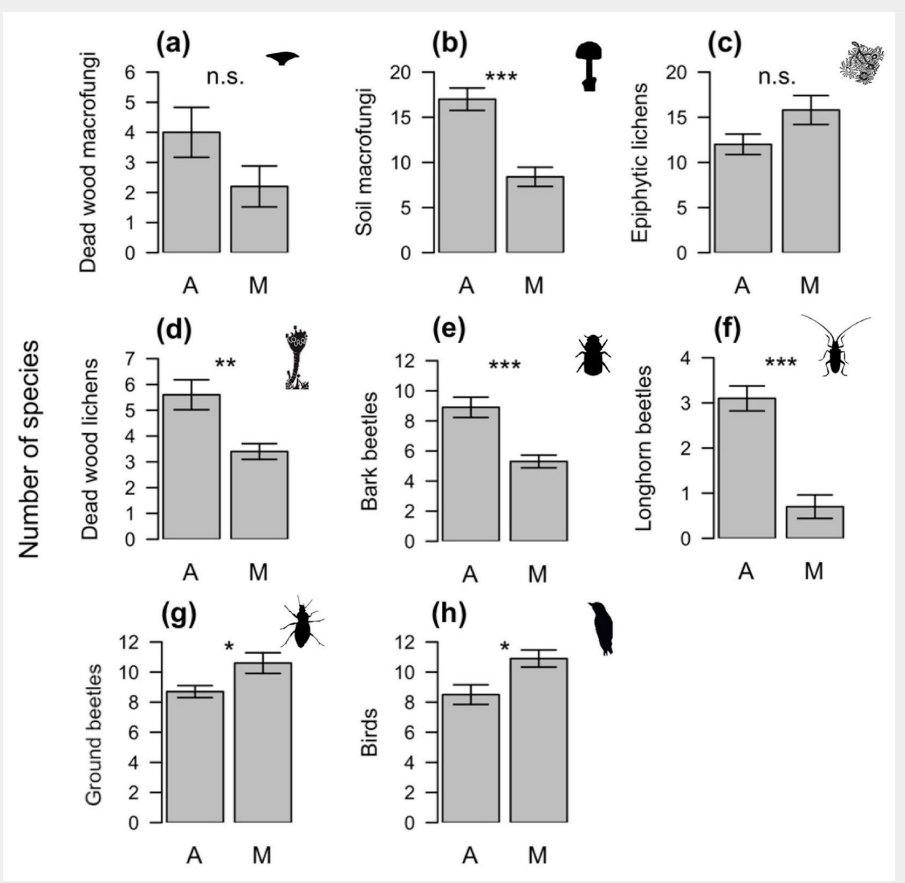 Number of species
(a)
Dead wood macrofungi
n.s.
6
5
4
3
2
1
0
A M
(b)
Soil macrofungi
***
20
15
10
5
0
A M
(c)
Epiphytic lichens
n.s.
20
15
10
5
0
A M
(d)
Dead wood lichens
**
7
6
5
4
3
2
1
0
A M
(e)
Bark beetles
***
12
10
8
6
4
2
0
A M
(f)
Longhorn beetles
***
4
3
2
1
0
A M
(g)
Ground beetles
*
12
10
8
6
4
2
0
A M
(h)
Birds
*
12
10
8
6
4
2
0
A M